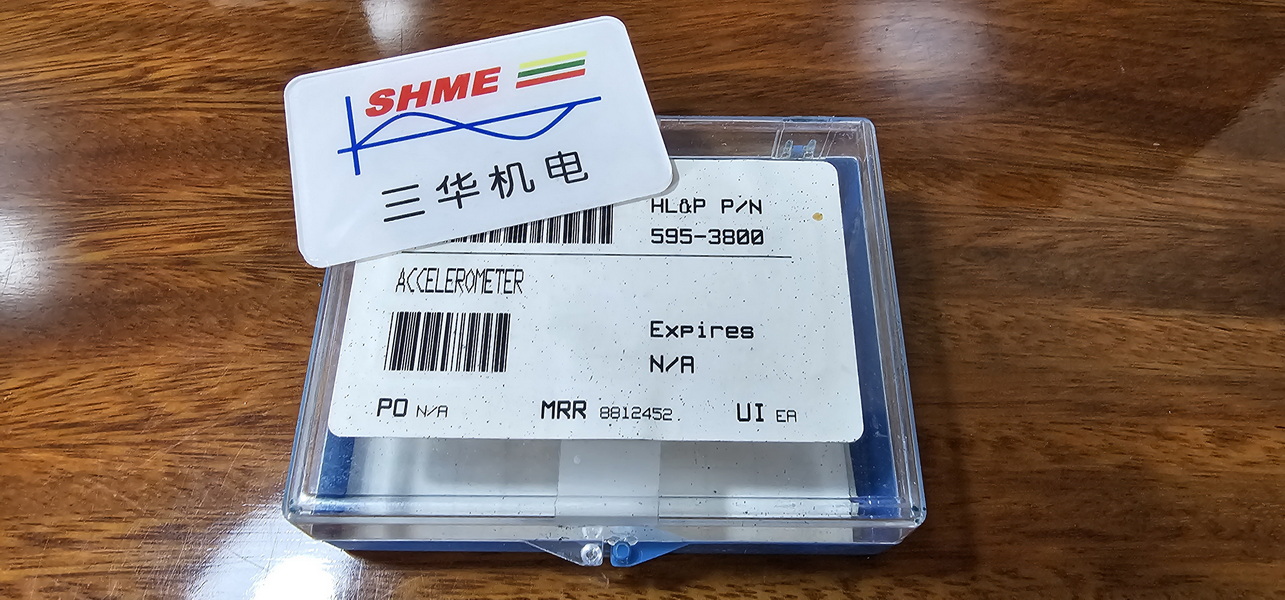 SHME
三华机电
HL&P P/N
595-3800
ACCELEROMETER
Expires
N/A
PO N/A MRR 8812452. UI EA